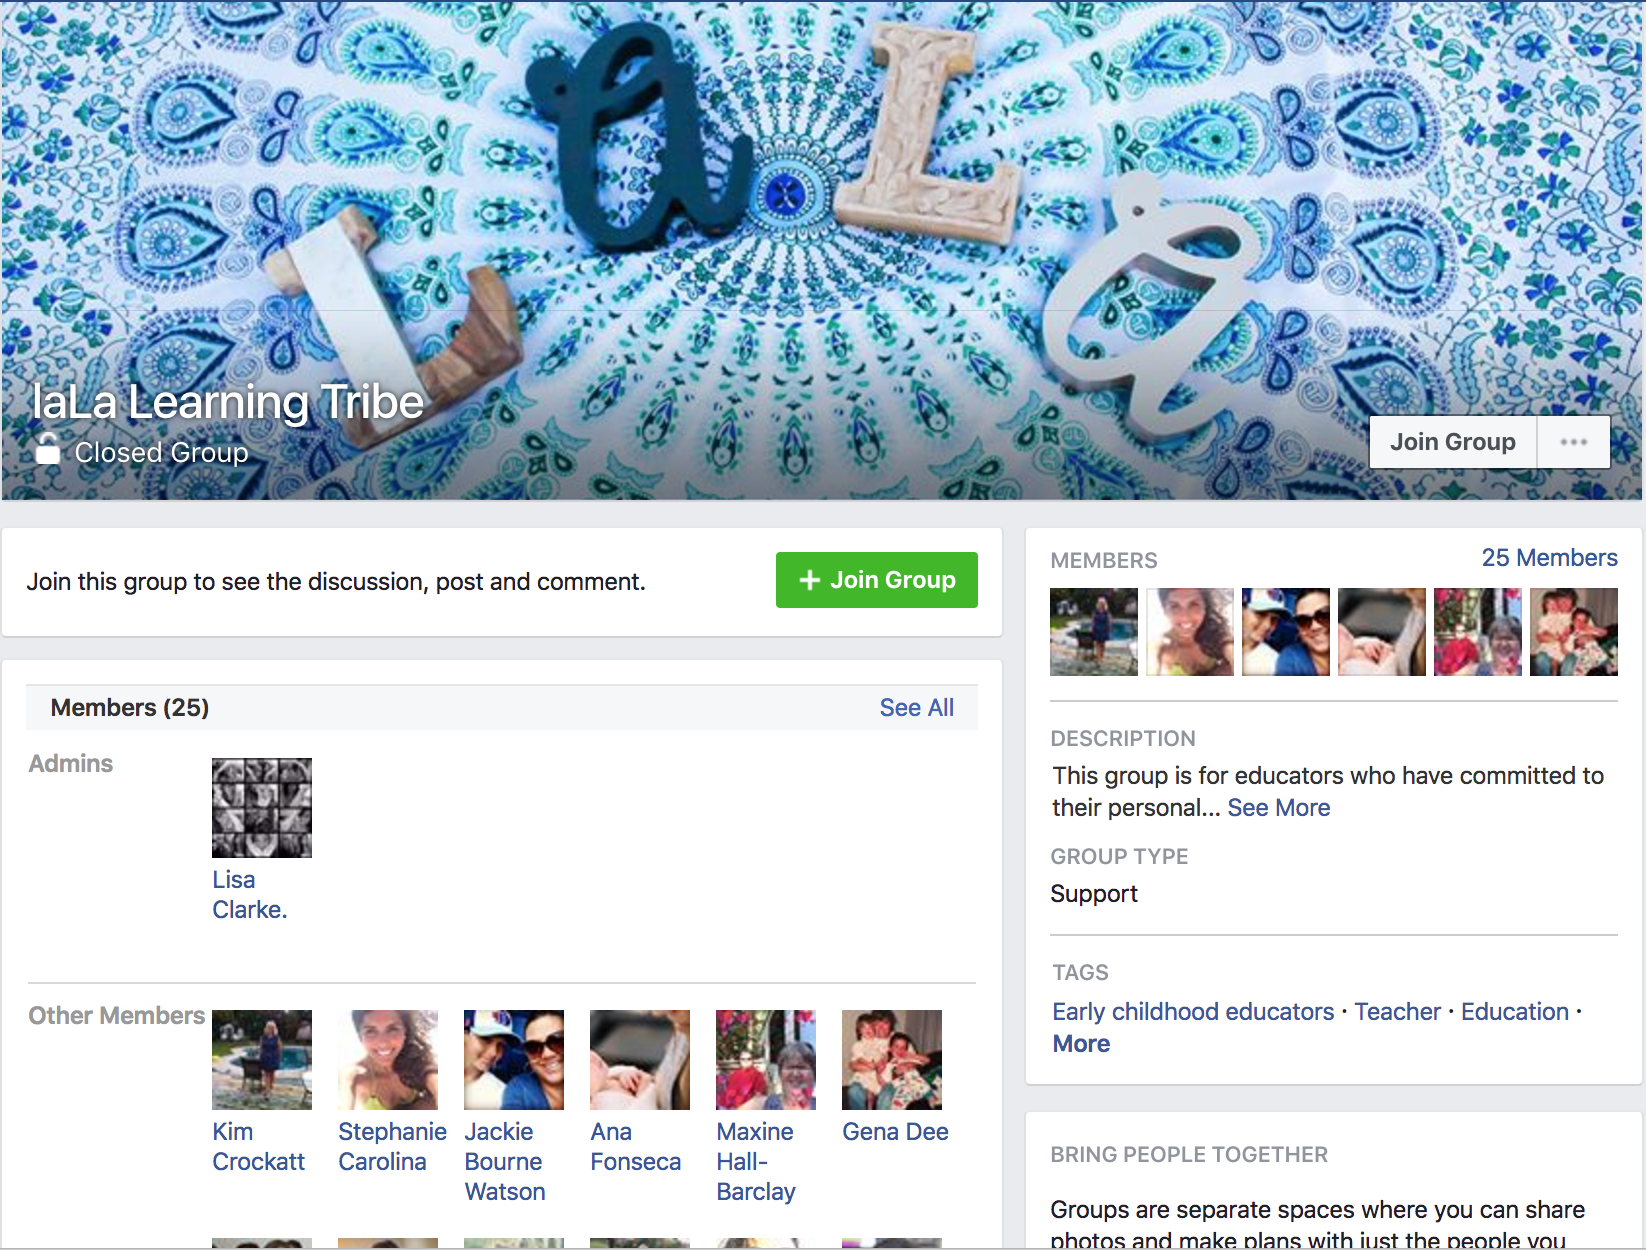 L a L a
laLa Learning Tribe
Closed Group
Join Group
Join this group to see the discussion, post and comment.
+ Join Group
Members (25)
See All
Admins
Lisa
Clarke.
Other Members
Kim
Crockatt
Stephanie
Carolina
Jackie
Bourne
Watson
Ana
Fonseca
Maxine
Hall-
Barclay
Gena Dee
MEMBERS
25 Members
DESCRIPTION
This group is for educators who have committed to
their personal... See More
GROUP TYPE
Support
TAGS
Early childhood educators · Teacher · Education ·
More
BRING PEOPLE TOGETHER
Groups are separate spaces where you can share
photos and make plans with just the people you